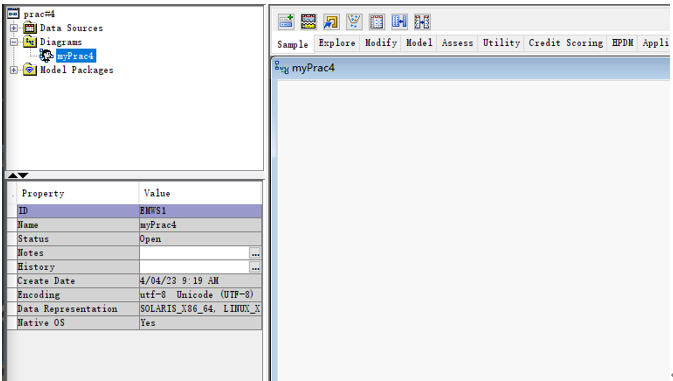 prac#4
Data Sources
Diagrams
myPrac4
Model Packages
Sample Explore Modify Model Assess Utility Credit Scoring HPDM Appli
myPrac4
. Property Value
ID EMWS1
Name myPrac4
Status Open
Notes ...
History ...
Create Date 4/04/23 9:19 AM
Encoding utf-8 Unicode (UTF-8)
Data Representation SOLARIS_X86_64, LINUX_X
Native OS Yes